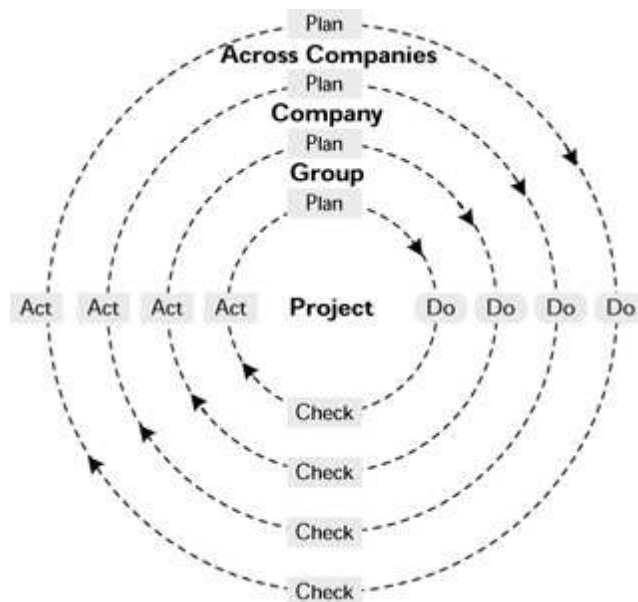 Plan
Across Companies
Plan
Company
Plan
Group
Plan
Act Act Act Act Project Do Do Do Do
Check
Check
Check
Check